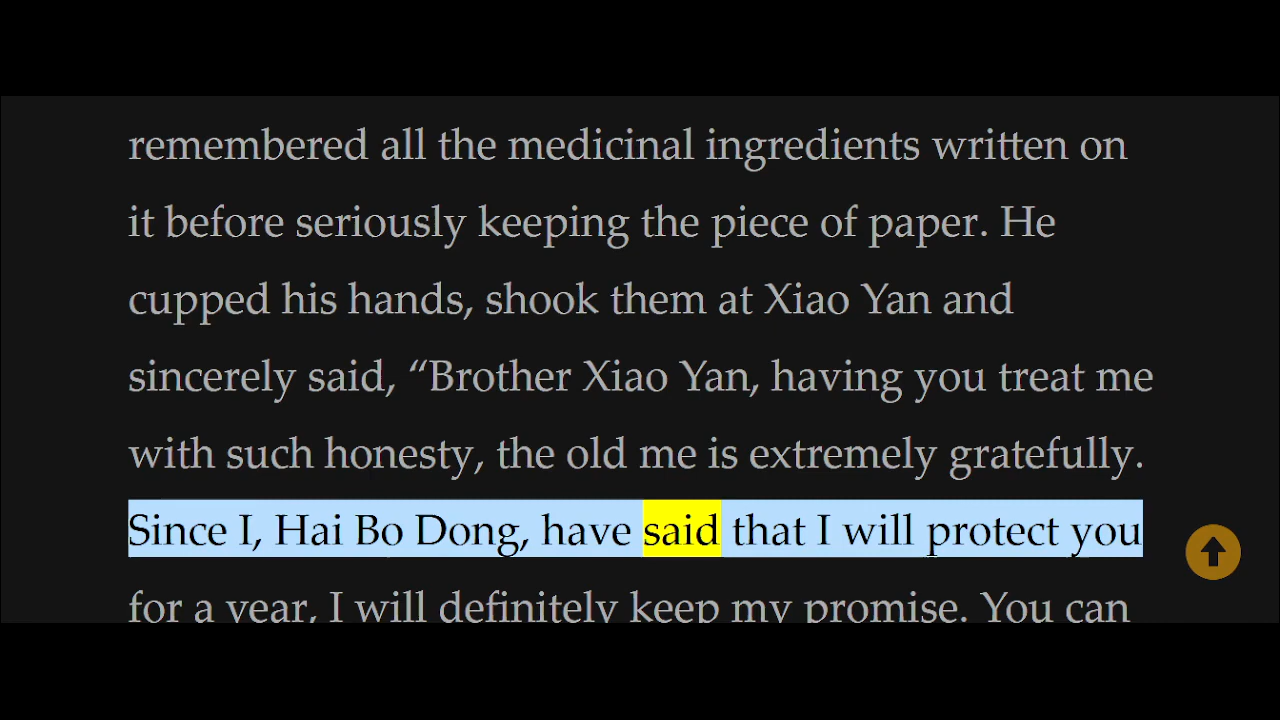 remembered all the medicinal ingredients written on
it before seriously keeping the piece of paper. He
cupped his hands, shook them at Xiao Yan and
sincerely said, “Brother Xiao Yan, having you treat me
with such honesty, the old me is extremely gratefully.
Since I, Hai Bo Dong, have said that I will protect you
for a year, I will definitely keep my promise. You can